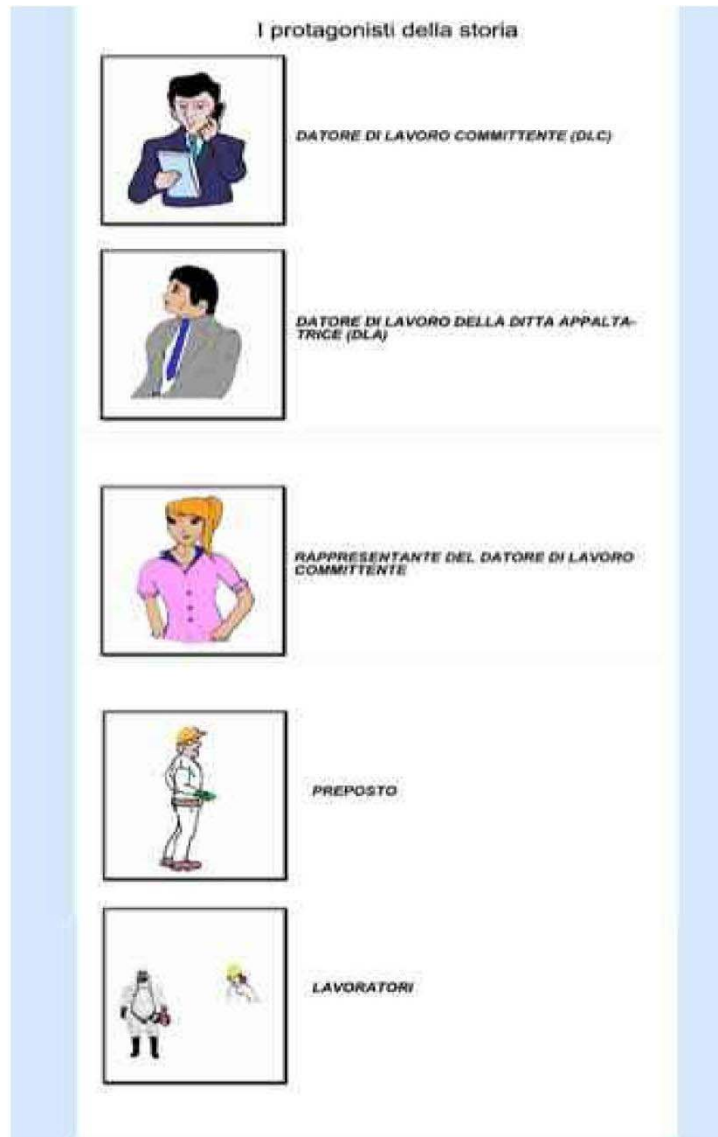 I protagonisti della storia
DATORE DI LAVORO COMMITTENTE (DLC)
DATORE DI LAVORO DELLA DITTA APPALTA-
TRICE (DLA)
RAPPRESENTANTE DEL DATORE DI LAVORO
COMMITTENTE
PREPOSTO
LAVORATORI